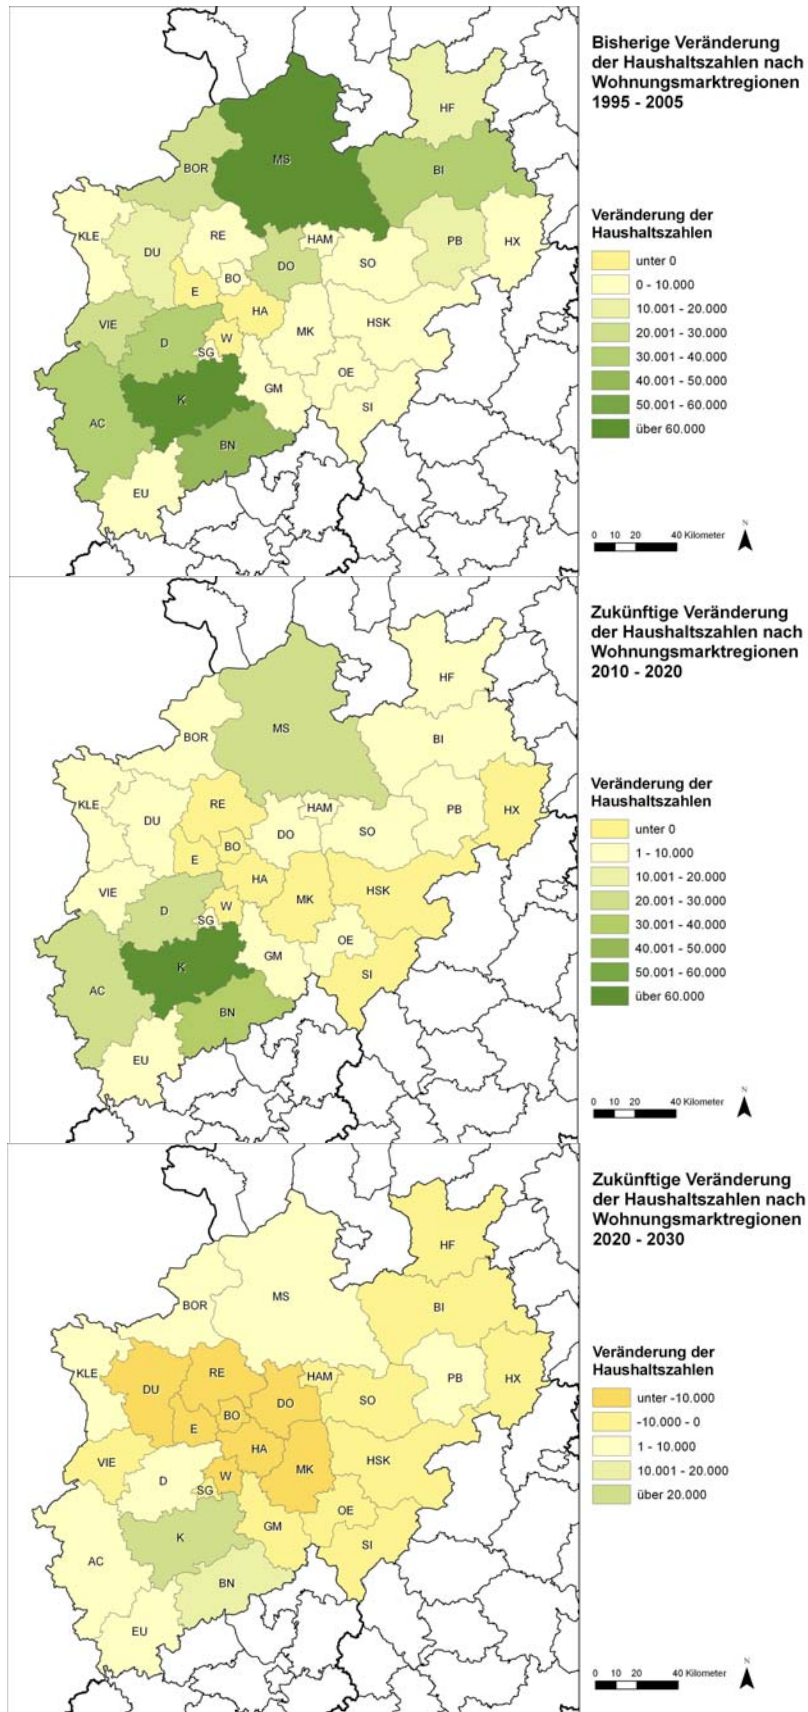 Bisherige Veränderung
der Haushaltszahlen nach
Wohnungsmarktregionen
1995 - 2005
HF
MS
BOR
BI
KLE
RE
HAM
DU
DO
SO
PB
HX
BO
E
HA
VIE
D
W
SG
MK
HSK
OE
K
GM
SI
AC
BN
EU
Veränderung der
Haushaltszahlen
unter 0
0 - 10.000
10.001 - 20.000
20.001 - 30.000
30.001 - 40.000
40.001 - 50.000
50.001 - 60.000
über 60.000
N
0 10 20 40 Kilometer
Zukünftige Veränderung
der Haushaltszahlen nach
Wohnungsmarktregionen
2010 - 2020
HF
MS
BOR
BI
KLE
RE
HAM
DU
DO
SO
PB
HX
BO
E
HA
VIE
D
W
SG
MK
HSK
OE
K
GM
SI
AC
BN
EU
Veränderung der
Haushaltszahlen
unter 0
1 - 10.000
10.001 - 20.000
20.001 - 30.000
30.001 - 40.000
40.001 - 50.000
50.001 - 60.000
über 60.000
N
0 10 20 40 Kilometer
Zukünftige Veränderung
der Haushaltszahlen nach
Wohnungsmarktregionen
2020 - 2030
HF
MS
BOR
BI
KLE
RE
HAM
DU
DO
SO
PB
HX
BO
E
HA
VIE
D
W
SG
MK
HSK
OE
K
GM
SI
AC
BN
EU
Veränderung der
Haushaltszahlen
unter -10.000
-10.000 - 0
1 - 10.000
10.001 - 20.000
über 20.000
N
0 10 20 40 Kilometer